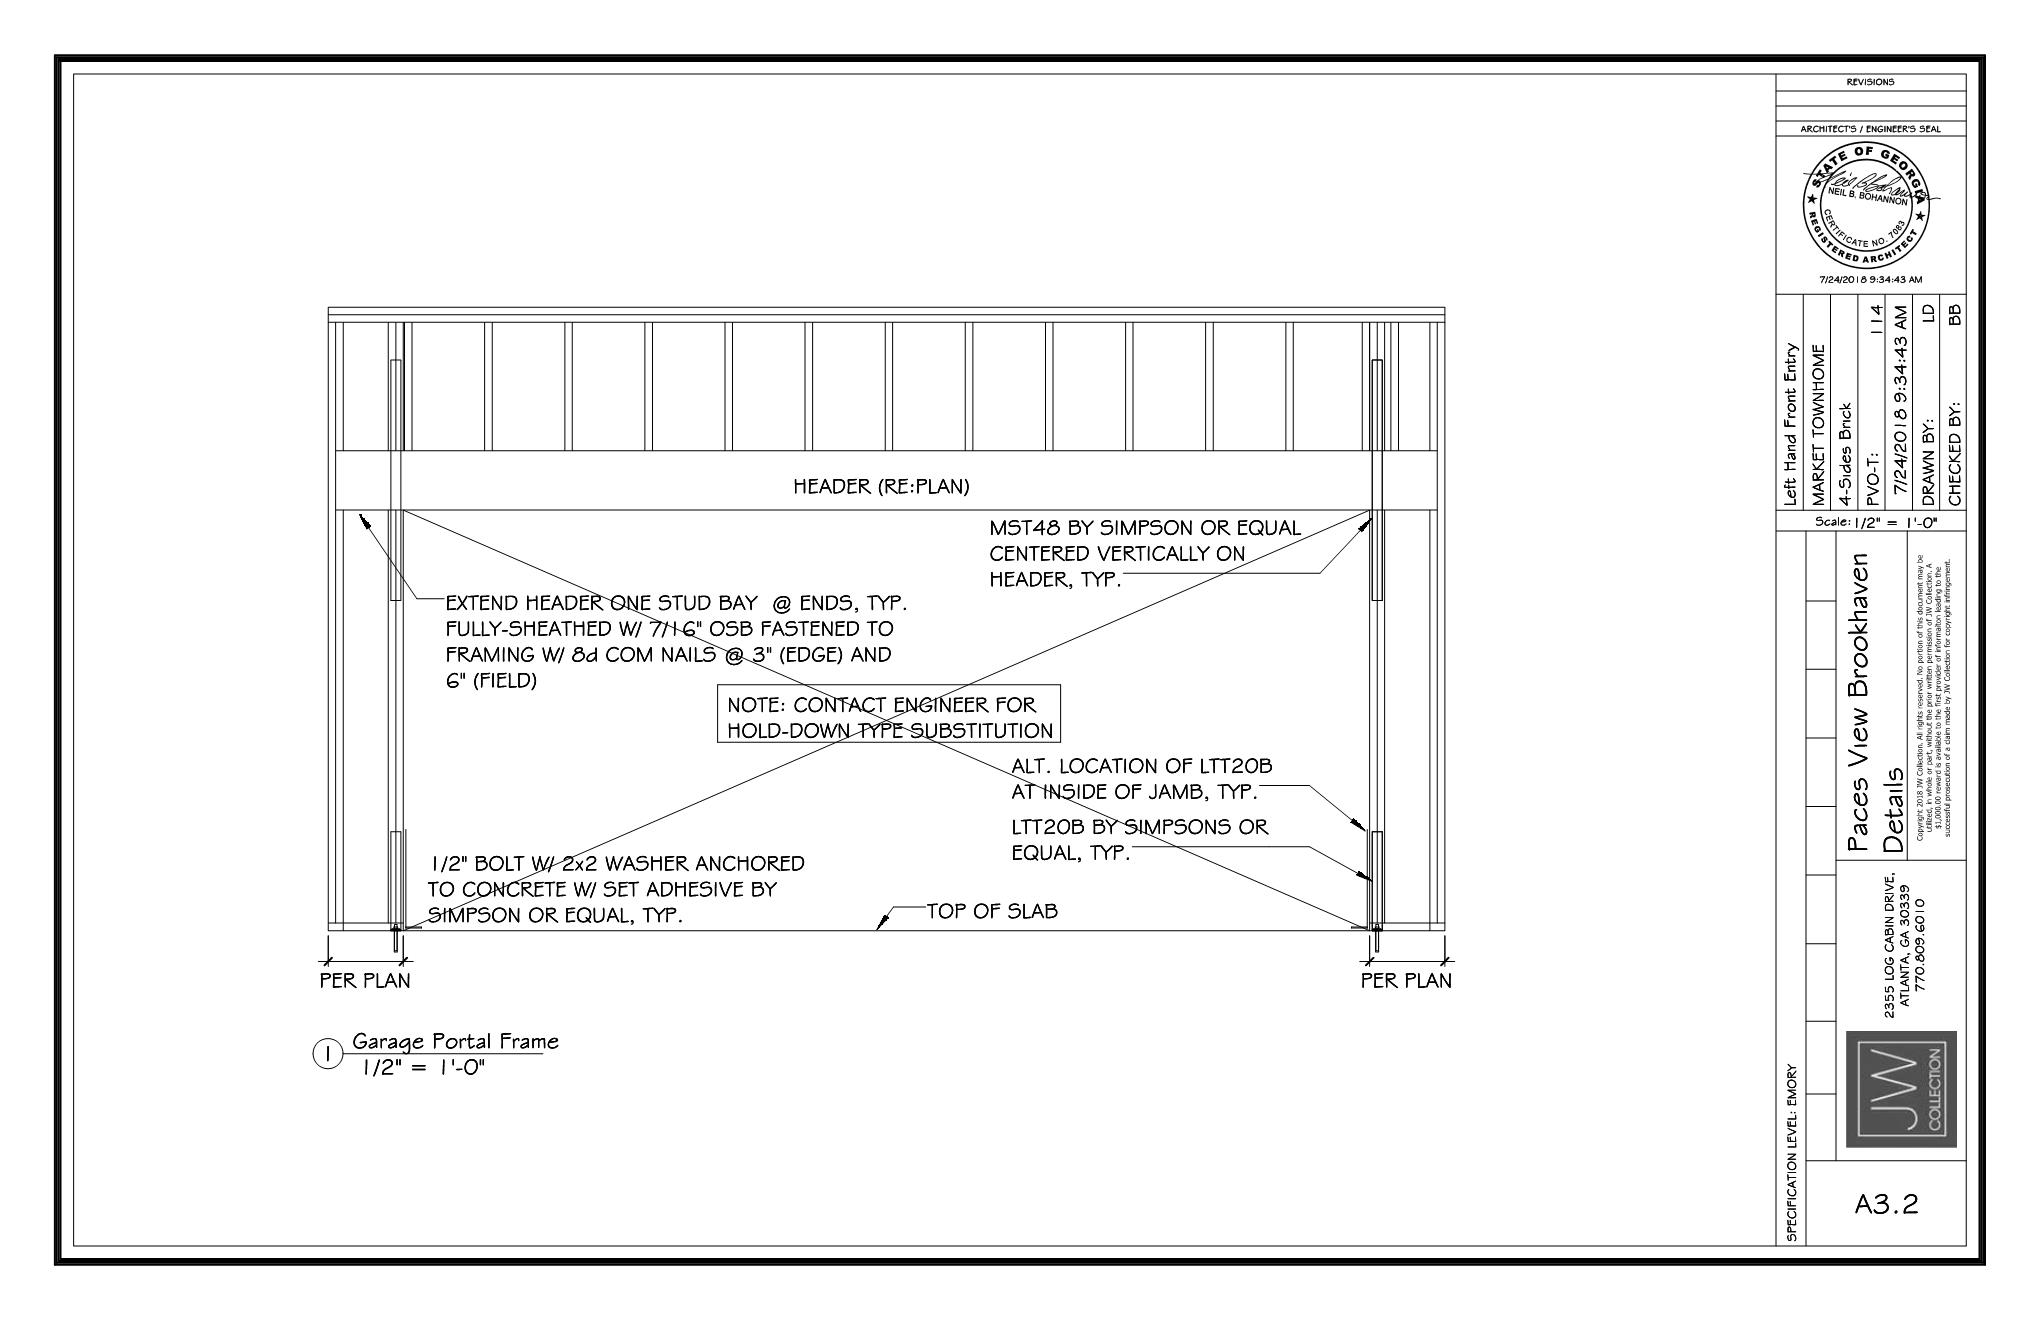 HEADER (RE:PLAN)
MST48 BY SIMPSON OR EQUAL
CENTERED VERTICALLY ON
HEADER, TYP.
EXTEND HEADER ONE STUD BAY @ ENDS, TYP.
FULLY-SHEATHED W/ 7/16" OSB FASTENED TO
FRAMING W/ 8d COM NAILS @ 3" (EDGE) AND
6" (FIELD)
NOTE: CONTACT ENGINEER FOR
HOLD-DOWN TYPE SUBSTITUTION
ALT. LOCATION OF LTT20B
AT INSIDE OF JAMB, TYP.
LTT20B BY SIMPSONS OR
EQUAL, TYP.
1/2" BOLT W/ 2x2 WASHER ANCHORED
TO CONCRETE W/ SET ADHESIVE BY
SIMPSON OR EQUAL, TYP.
TOP OF SLAB
PER PLAN
PER PLAN
1
Garage Portal Frame
1/2" = 1'-0"
REVISIONS
ARCHITECT'S / ENGINEER'S SEAL
STATE OF GEORGIA
NEIL B. BOHANNON
CERTIFICATE NO. 7083
REGISTERED ARCHITECT
7/24/2018 9:34:43 AM
Left Hand Front Entry
MARKET TOWNHOME
4-Sides Brick
PVO-T: 114
7/24/2018 9:34:43 AM
DRAWN BY: LD
CHECKED BY: BB
Scale: 1/2" = 1'-0"
Paces View Brookhaven
Details
Copyright 2018 JW Collection. All rights reserved. No portion of this document may be
utilized, in whole or part, without the prior written permission of JW Collection. A
$1,000.00 reward is available to the first provider of informaiton leading to the
successful prosecution of a claim made by JW Collection for copyright infringement.
2355 LOG CABIN DRIVE,
ATLANTA, GA 30339
770.809.6010
JW
COLLECTION
SPECIFICATION LEVEL: EMORY
A3.2